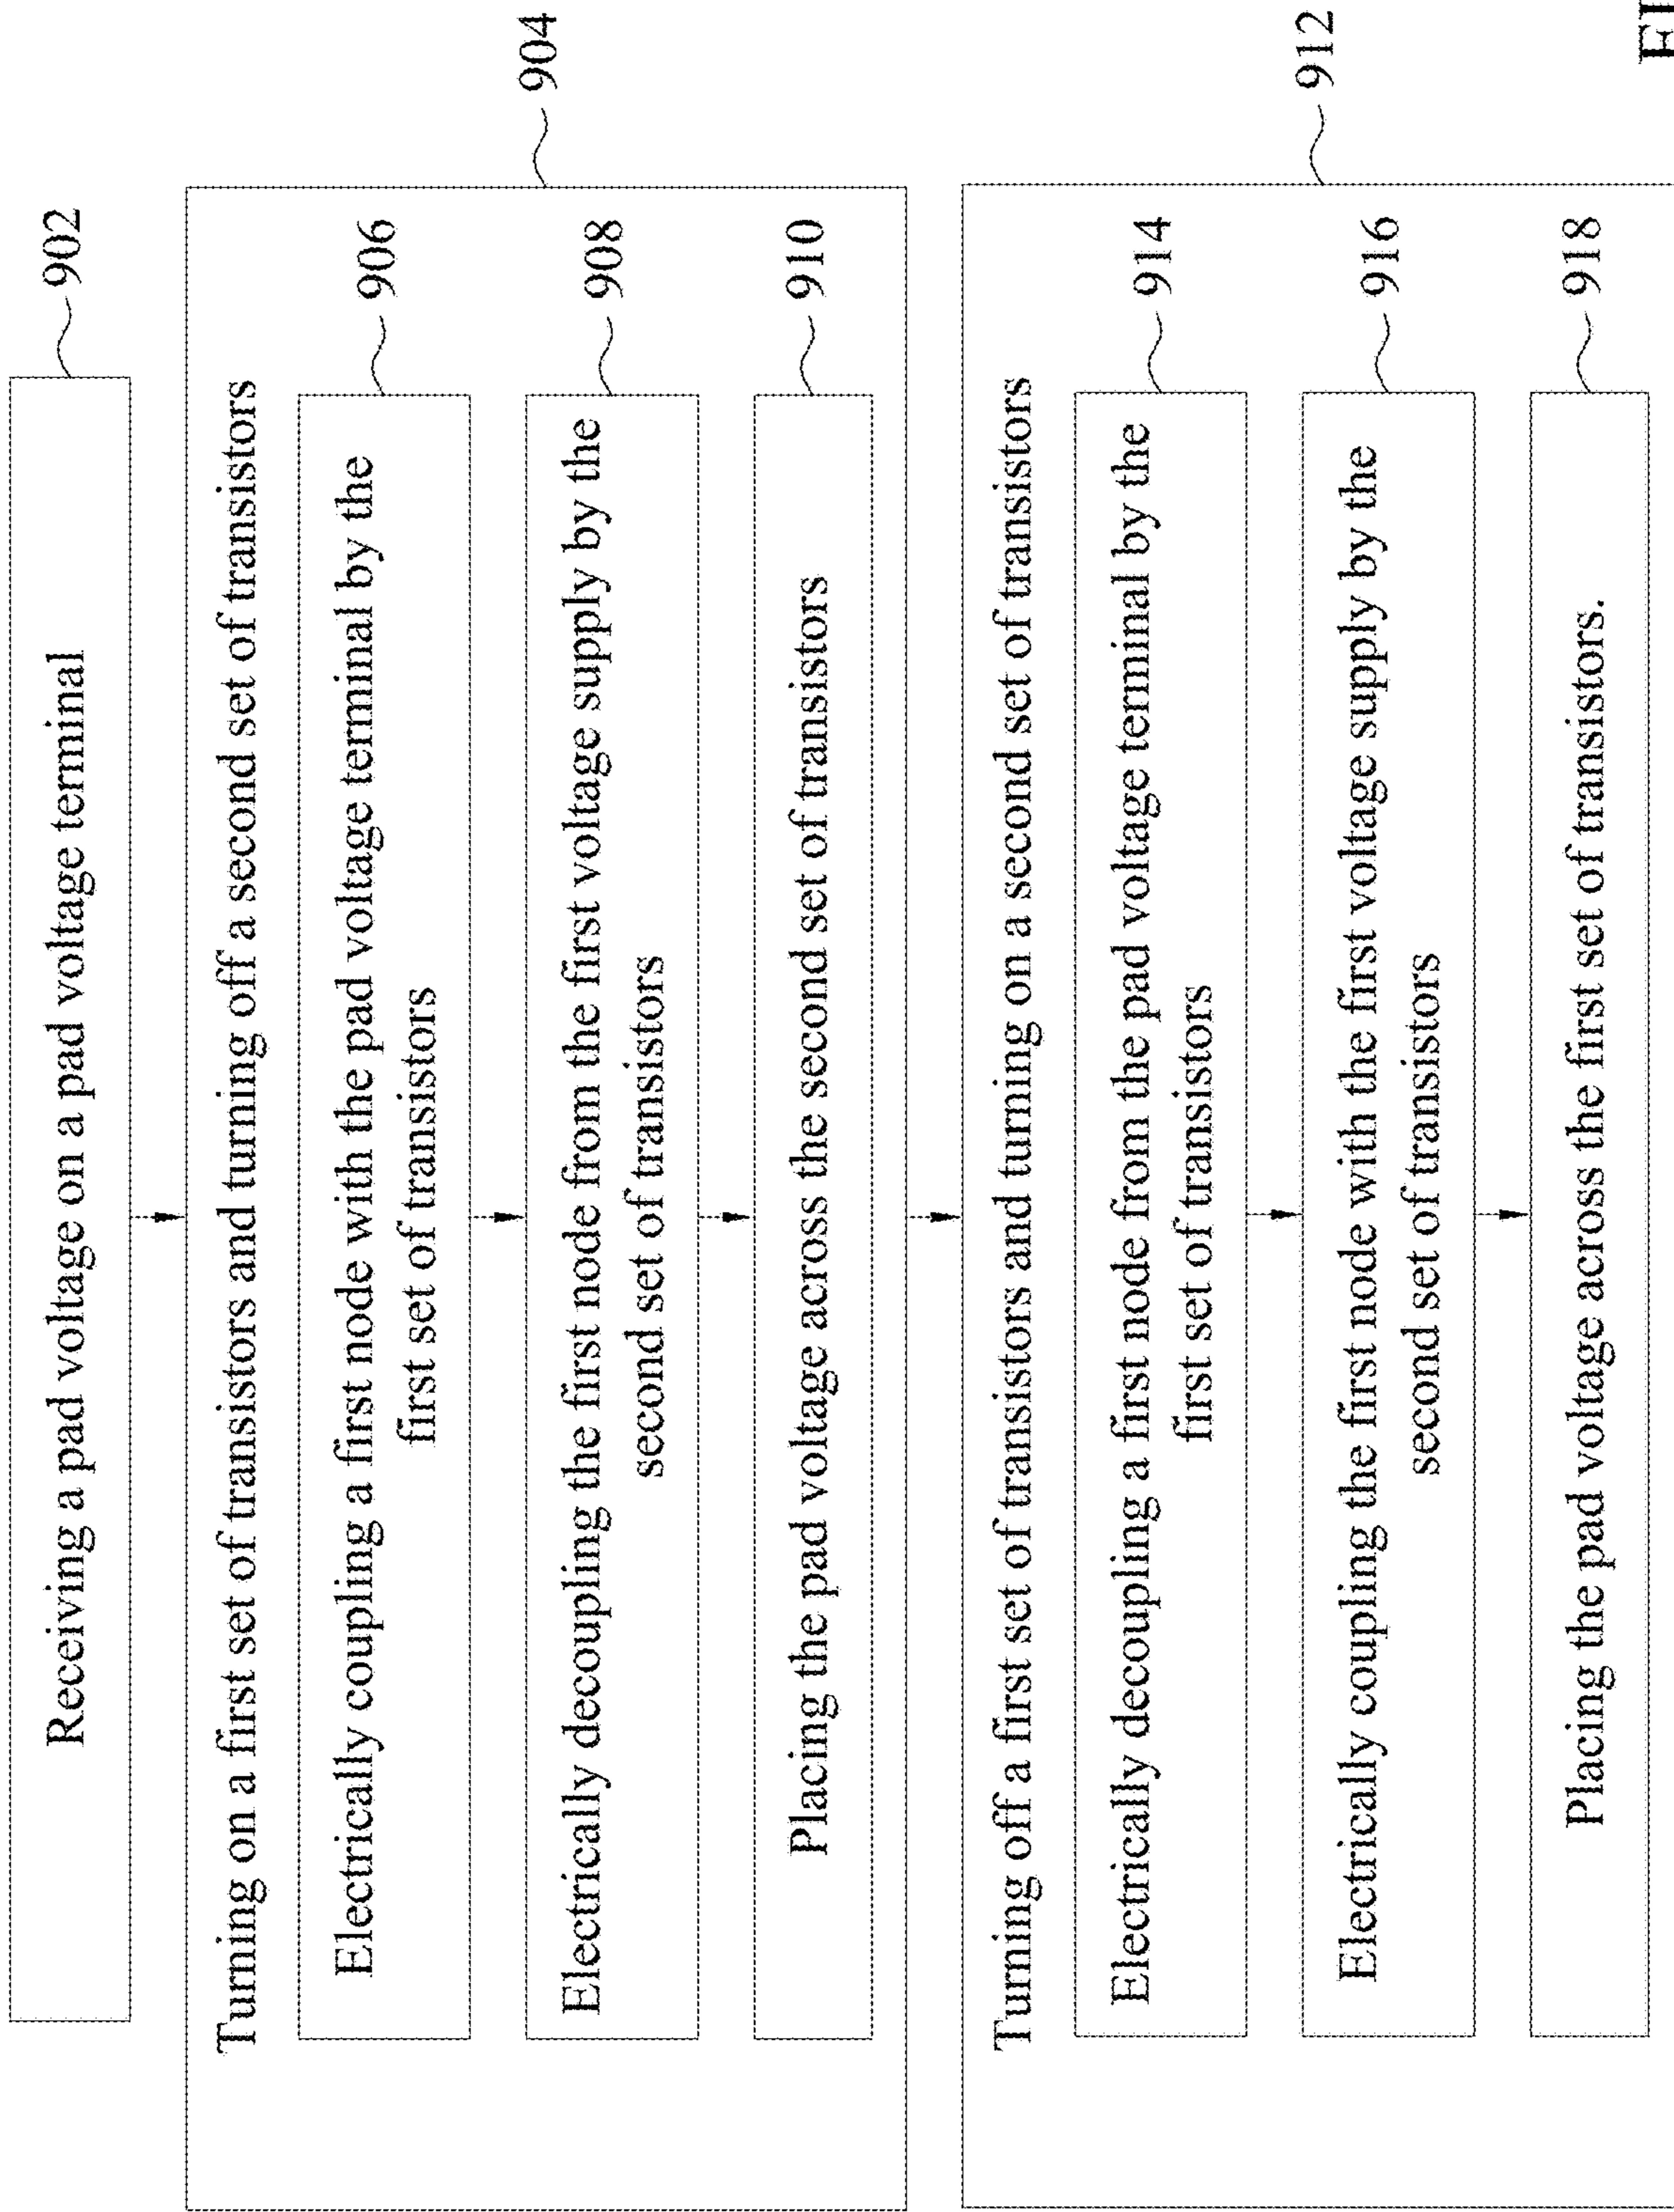 Receiving a pad voltage on a pad voltage terminal
902
904
Turning on a first set of transistors and turning off a second set of transistors
Electrically coupling a first node with the pad voltage terminal by the
first set of transistors
906
Electrically decoupling the first node from the first voltage supply by the
second set of transistors
908
Placing the pad voltage across the second set of transistors
910
912
Turning off a first set of transistors and turning on a second set of transistors
Electrically decoupling a first node from the pad voltage terminal by the
first set of transistors
914
Electrically coupling the first node with the first voltage supply by the
second set of transistors
916
Placing the pad voltage across the first set of transistors.
918